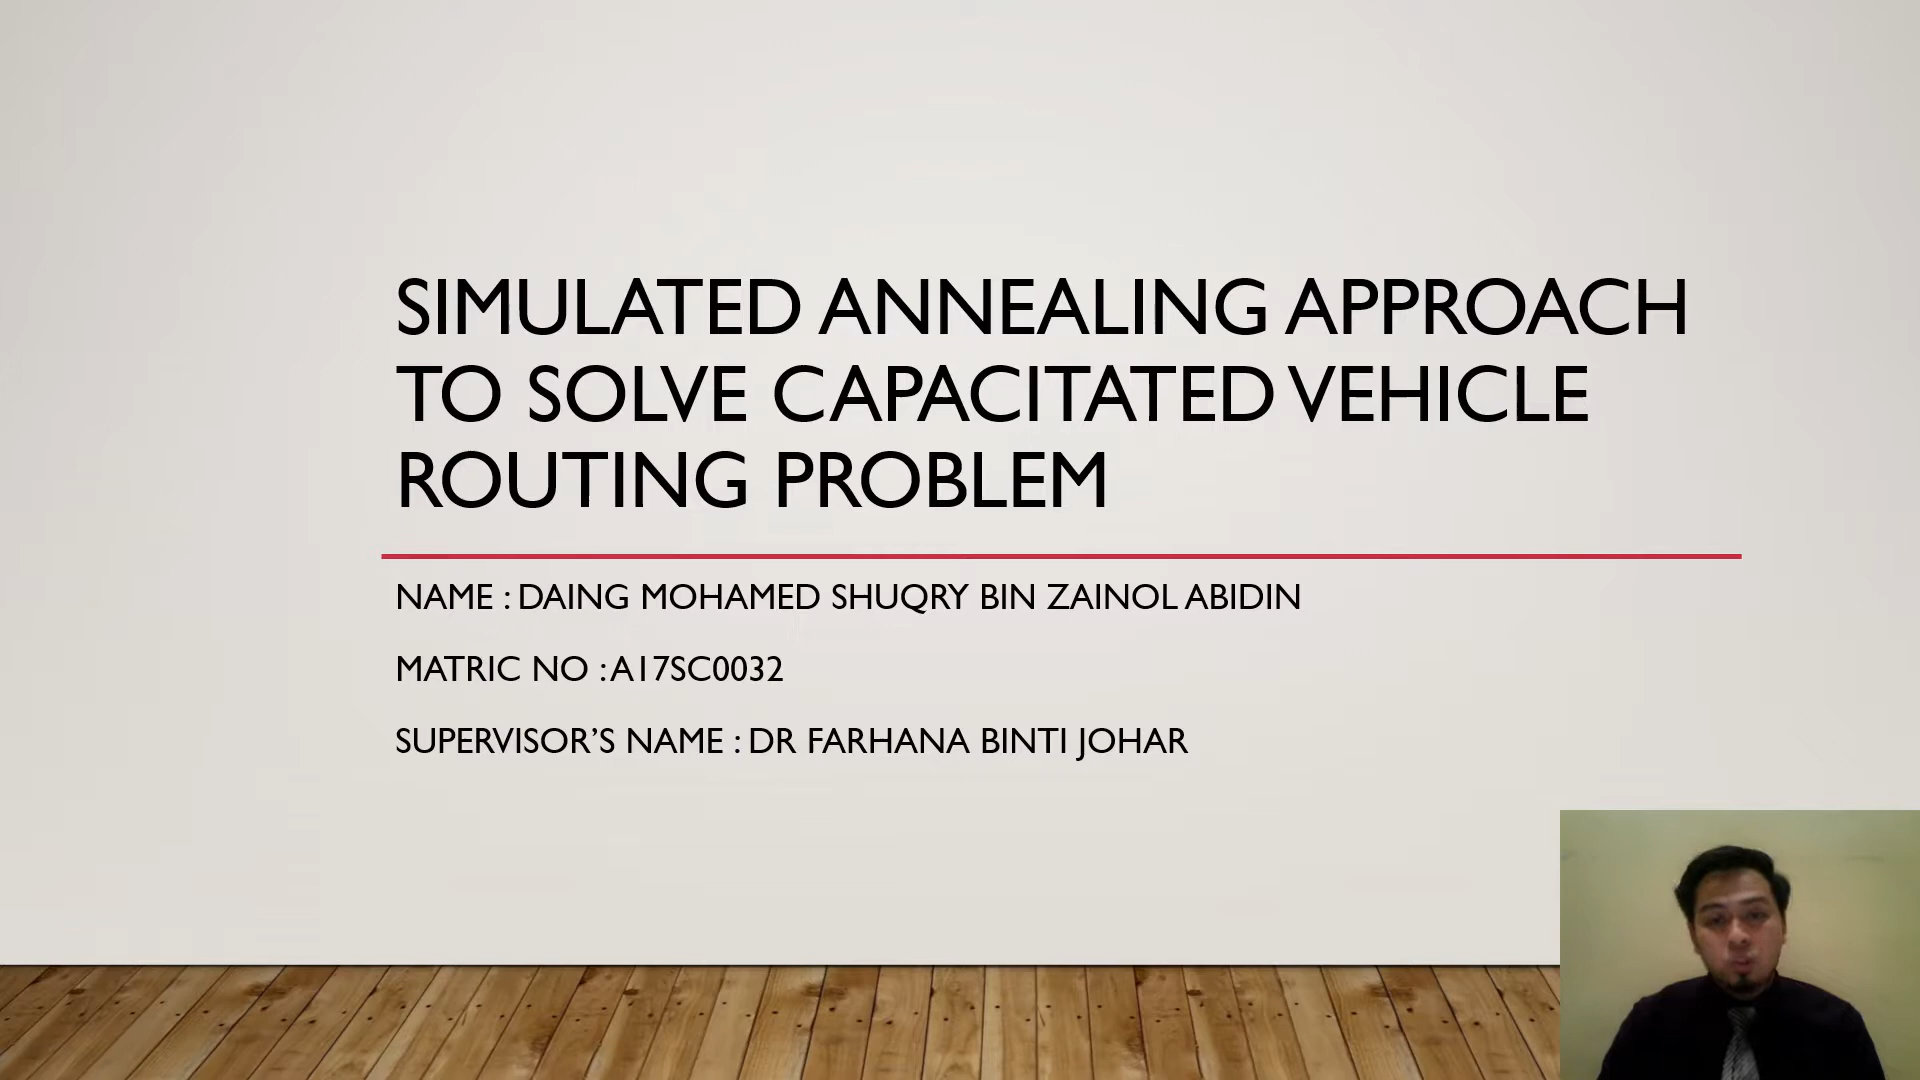 SIMULATED ANNEALING APPROACH
TO SOLVE CAPACITATED VEHICLE
ROUTING PROBLEM
NAME : DAING MOHAMED SHUQRY BIN ZAINOL ABIDIN
MATRIC NO : A17SC0032
SUPERVISOR’S NAME : DR FARHANA BINTI JOHAR